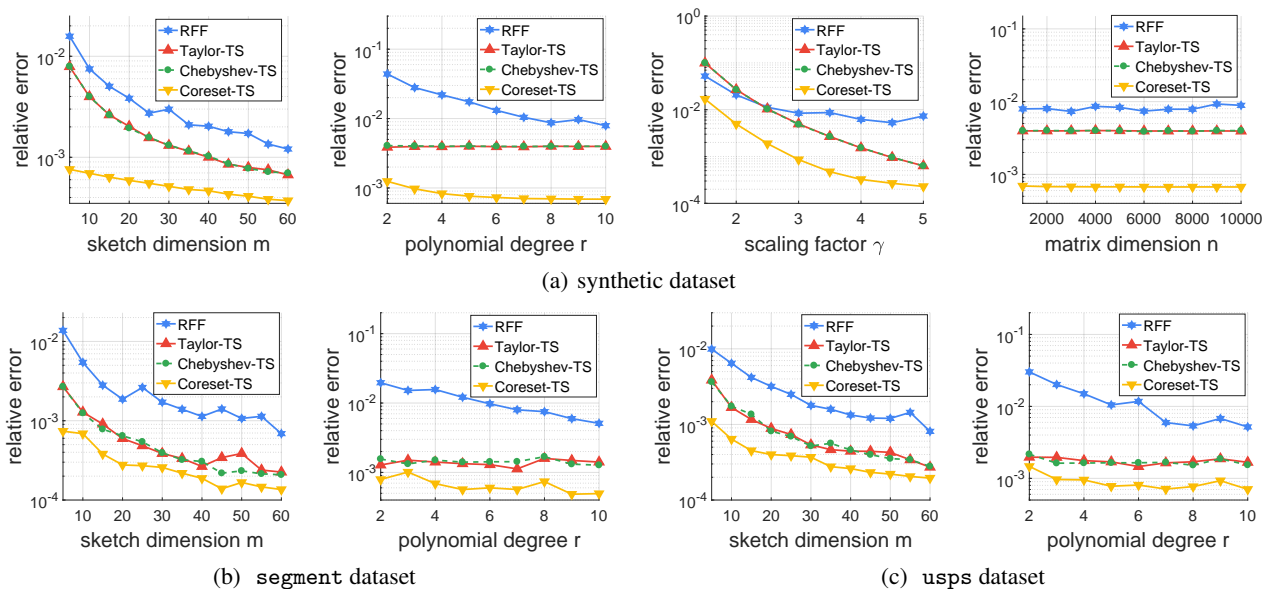 RFF
Taylor-TS
Chebyshev-TS
Coreset-TS
10^-2
10^-3
relative error
10 20 30 40 50 60
sketch dimension m
RFF
Taylor-TS
Chebyshev-TS
Coreset-TS
10^-1
10^-2
10^-3
relative error
2 4 6 8 10
polynomial degree r
RFF
Taylor-TS
Chebyshev-TS
Coreset-TS
10^0
10^-2
10^-4
relative error
2 3 4 5
scaling factor γ
RFF
Taylor-TS
Chebyshev-TS
Coreset-TS
10^-1
10^-2
10^-3
relative error
2000 4000 6000 8000 10000
matrix dimension n
(a) synthetic dataset
RFF
Taylor-TS
Chebyshev-TS
Coreset-TS
10^-2
10^-3
10^-4
relative error
10 20 30 40 50 60
sketch dimension m
RFF
Taylor-TS
Chebyshev-TS
Coreset-TS
10^-1
10^-2
10^-3
relative error
2 4 6 8 10
polynomial degree r
(b) segment dataset
RFF
Taylor-TS
Chebyshev-TS
Coreset-TS
10^-2
10^-3
10^-4
relative error
10 20 30 40 50 60
sketch dimension m
RFF
Taylor-TS
Chebyshev-TS
Coreset-TS
10^-1
10^-2
10^-3
relative error
2 4 6 8 10
polynomial degree r
(c) usps dataset